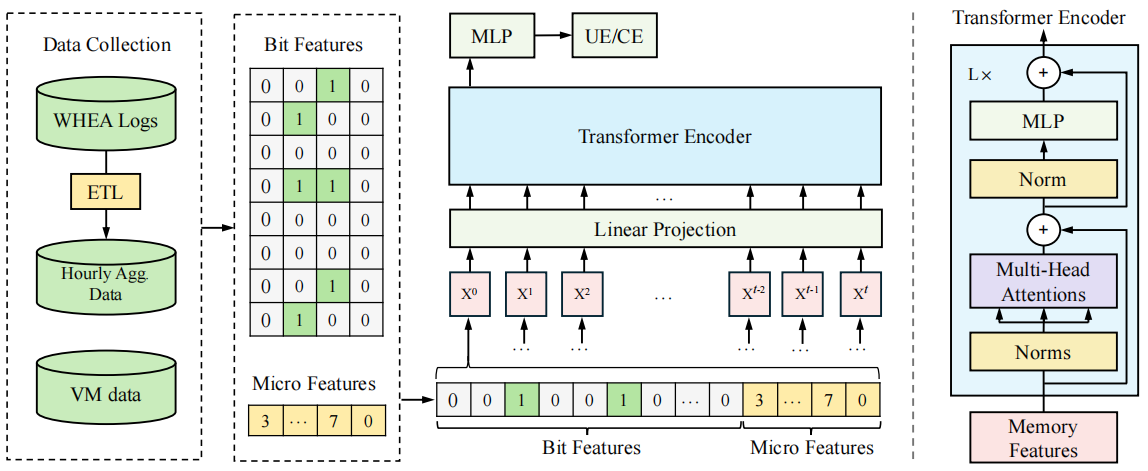 Data Collection
WHEA Logs
ETL
Hourly Agg.
Data
VM data
Bit Features
0 0 1 0
0 1 0 0
0 0 0 0
0 1 1 0
0 0 0 0
0 0 0 0
0 0 1 0
0 1 0 0
Micro Features
3 ... 7 0
MLP
UE/CE
Transformer Encoder
...
Linear Projection
X⁰ X¹ X² ... Xᵗ⁻² Xᵗ⁻¹ Xᵗ
... ... ... ... ...
0 0 1 0 0 1 0 ... 0 3 ... 7 0
Bit Features
Micro Features
Transformer Encoder
L×
+
MLP
Norm
+
Multi-Head
Attentions
Norms
Memory
Features